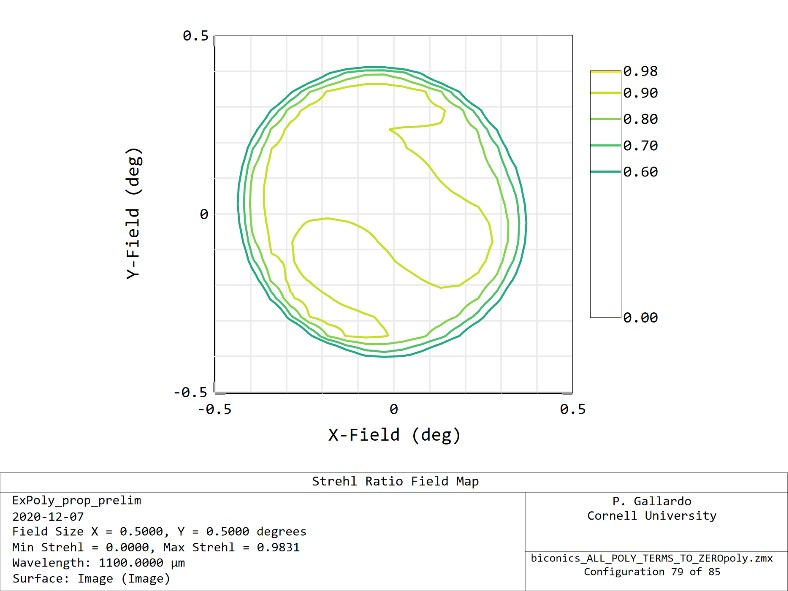 0.5
0
-0.5
-0.5
0
0.5
Y-Field (deg)
X-Field (deg)
0.98
0.90
0.80
0.70
0.60
0.00
Strehl Ratio Field Map
ExPoly_prop_prelim
2020-12-07
Field Size X = 0.5000, Y = 0.5000 degrees
Min Strehl = 0.0000, Max Strehl = 0.9831
Wavelength: 1100.0000 µm
Surface: Image (Image)
P. Gallardo
Cornell University
biconics_ALL_POLY_TERMS_TO_ZEROpoly.zmx
Configuration 79 of 85